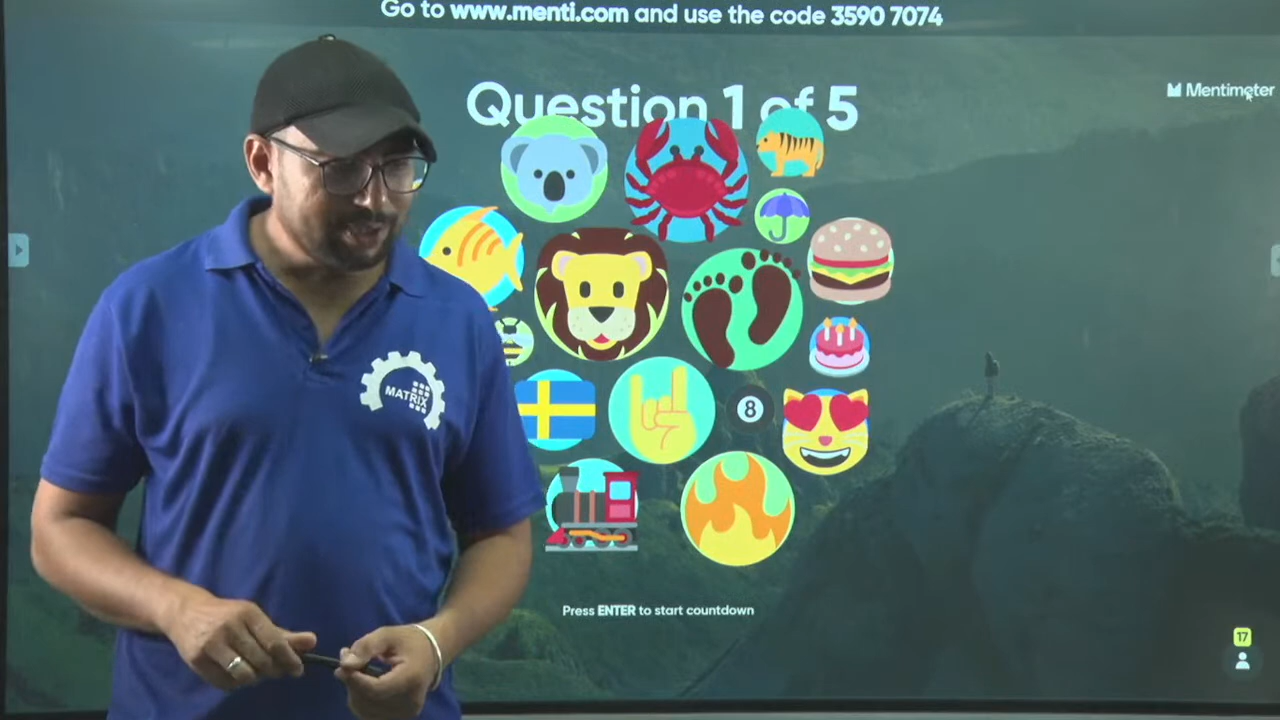 Go to www.menti.com and use the code 3590 7074
Mentimeter
Question 1 of 5
MATRIX
8
Press ENTER to start countdown
17